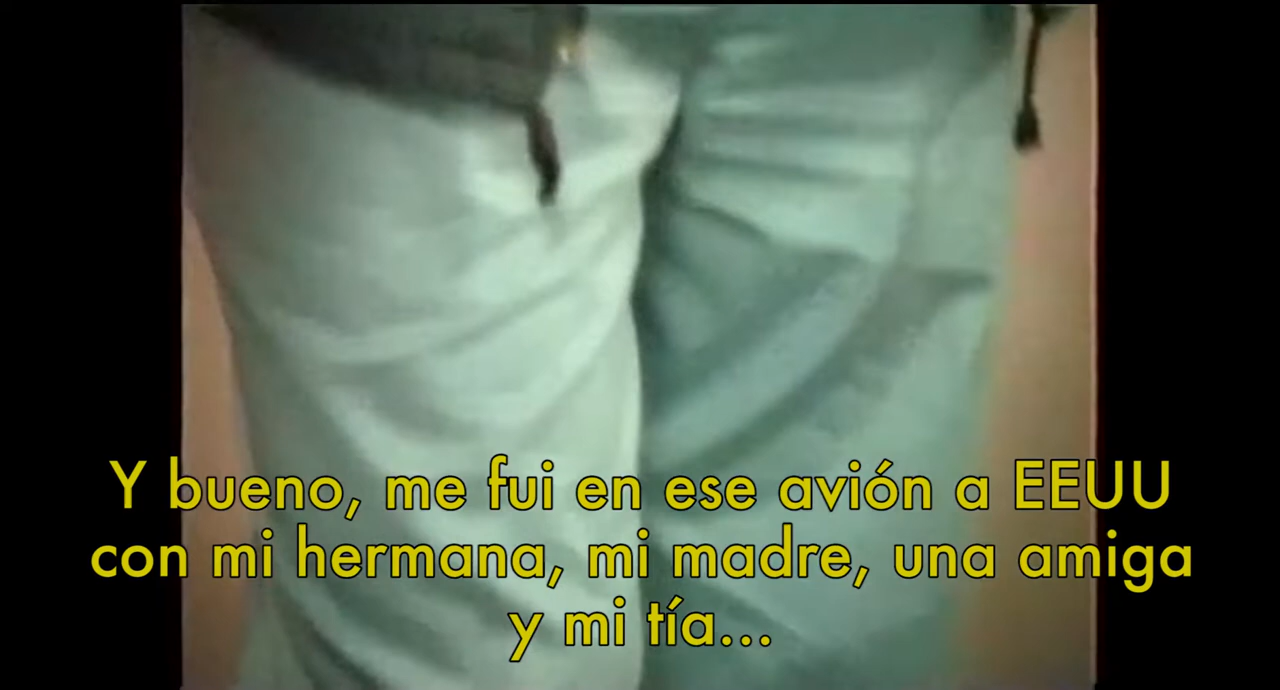 Y bueno, me fui en ese avión a EEUU
con mi hermana, mi madre, una amiga
y mi tía...